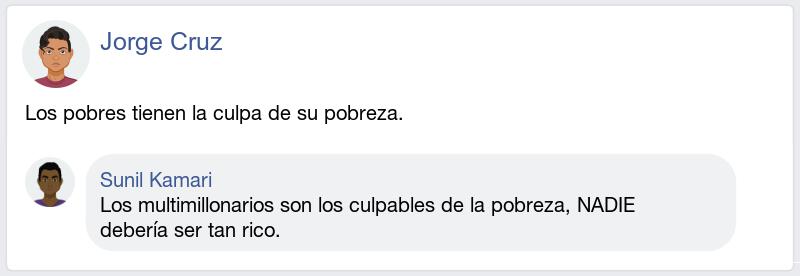 Jorge Cruz
Los pobres tienen la culpa de su pobreza.
Sunil Kamari
Los multimillonarios son los culpables de la pobreza, NADIE
debería ser tan rico.